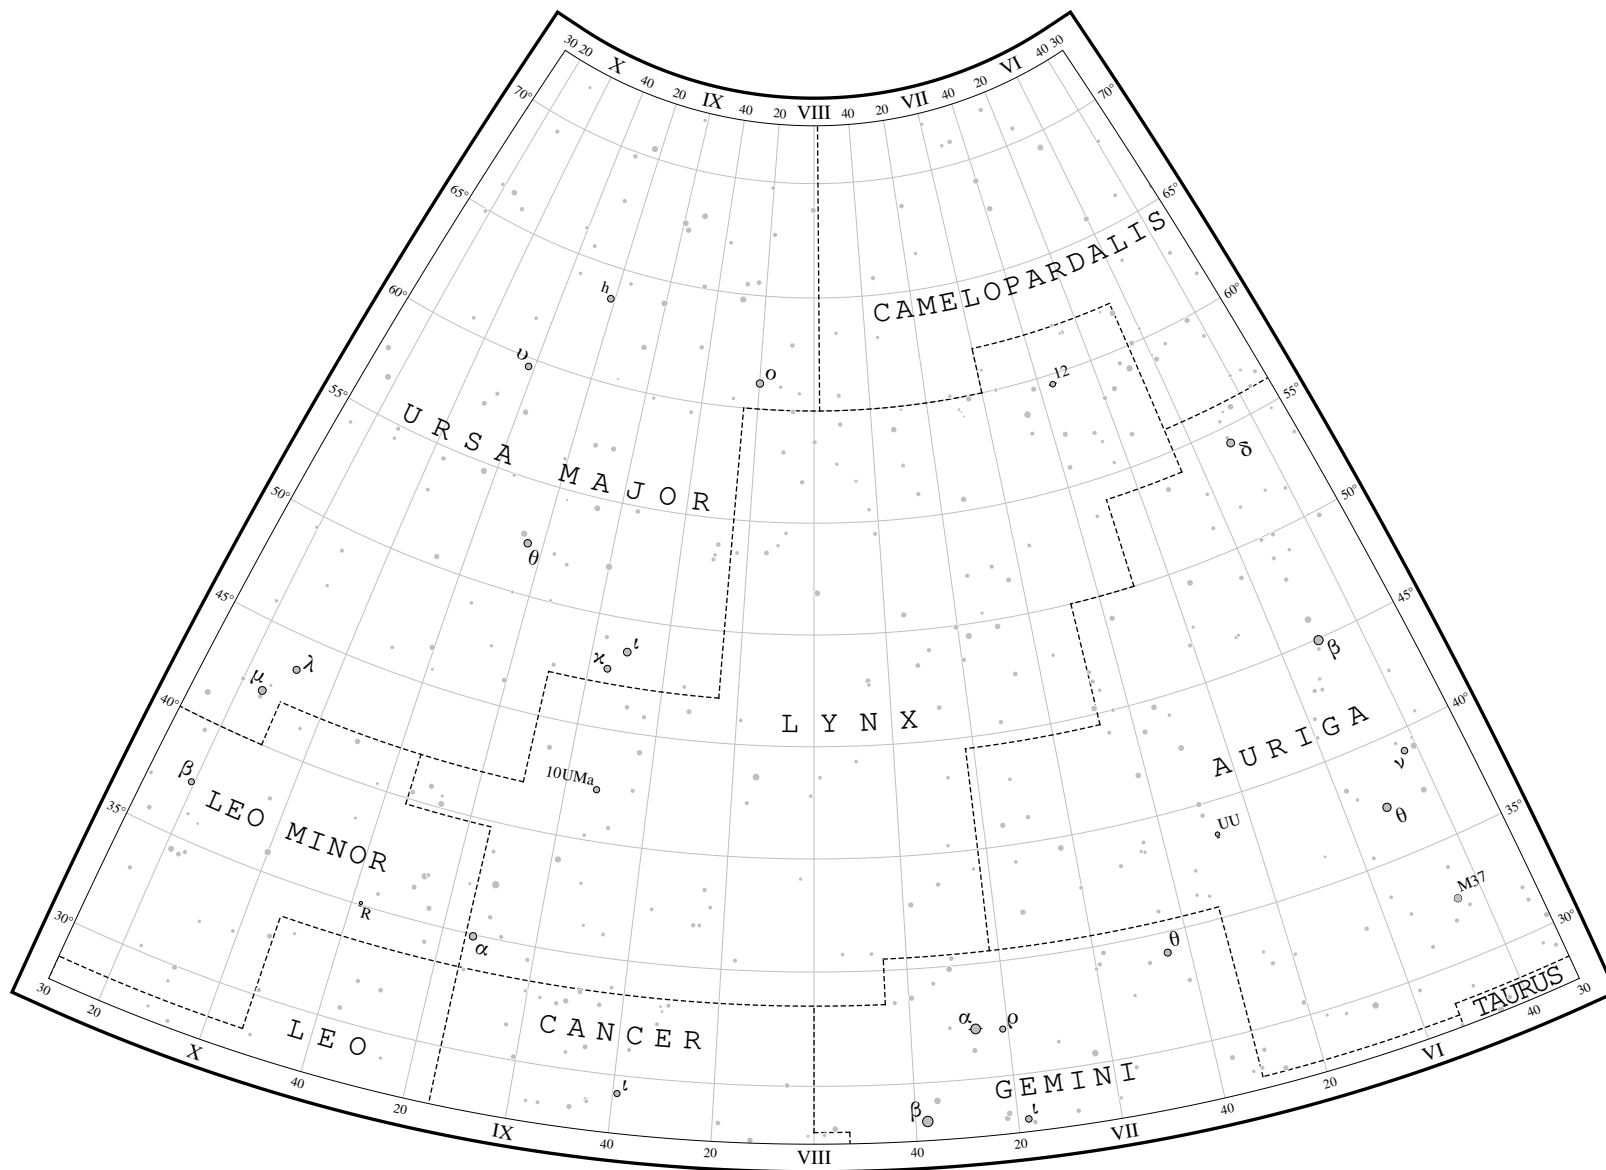 30 20 X 40 20 IX 40 20 VIII 40 20 VII 40 20 VI 40 30
70° 70°
65° 65°
CAMELOPARDALIS
60° 60°
h
υ
ο
12
55° 55°
URSA MAJOR
δ
50° 50°
θ
45° 45°
ι
κ
λ
μ
β
40° 40°
LYNX
AURIGA
ν
10UMa
β
LEO MINOR
θ
UU
35° 35°
M37
R
30° 30°
α
θ
TAURUS
α ρ
CANCER
LEO
GEMINI
ι
β
ι
30 20 X 40 20 IX 40 20 VIII 40 20 VII 40 20 VI 40 30